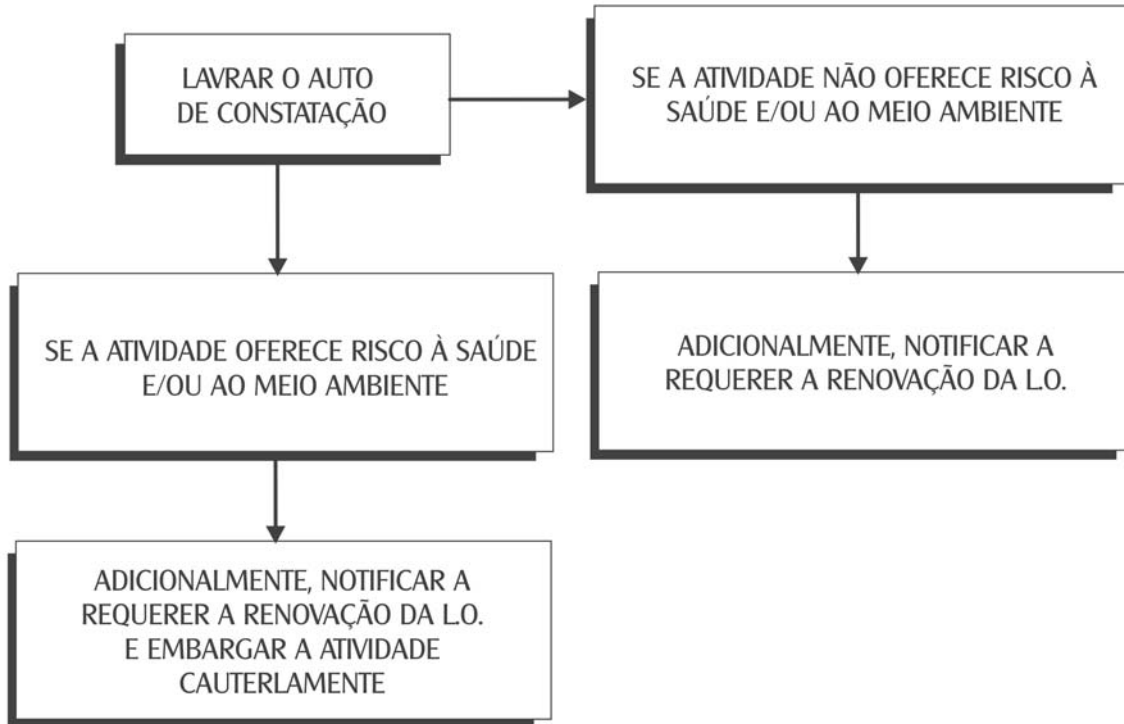 LAVRAR O AUTO
DE CONSTATAÇÃO
SE A ATIVIDADE NÃO OFERECE RISCO À
SAÚDE E/OU AO MEIO AMBIENTE
SE A ATIVIDADE OFERECE RISCO À SAÚDE
E/OU AO MEIO AMBIENTE
ADICIONALMENTE, NOTIFICAR A
REQUERER A RENOVAÇÃO DA L.O.
ADICIONALMENTE, NOTIFICAR A
REQUERER A RENOVAÇÃO DA L.O.
E EMBARGAR A ATIVIDADE
CAUTERLAMENTE